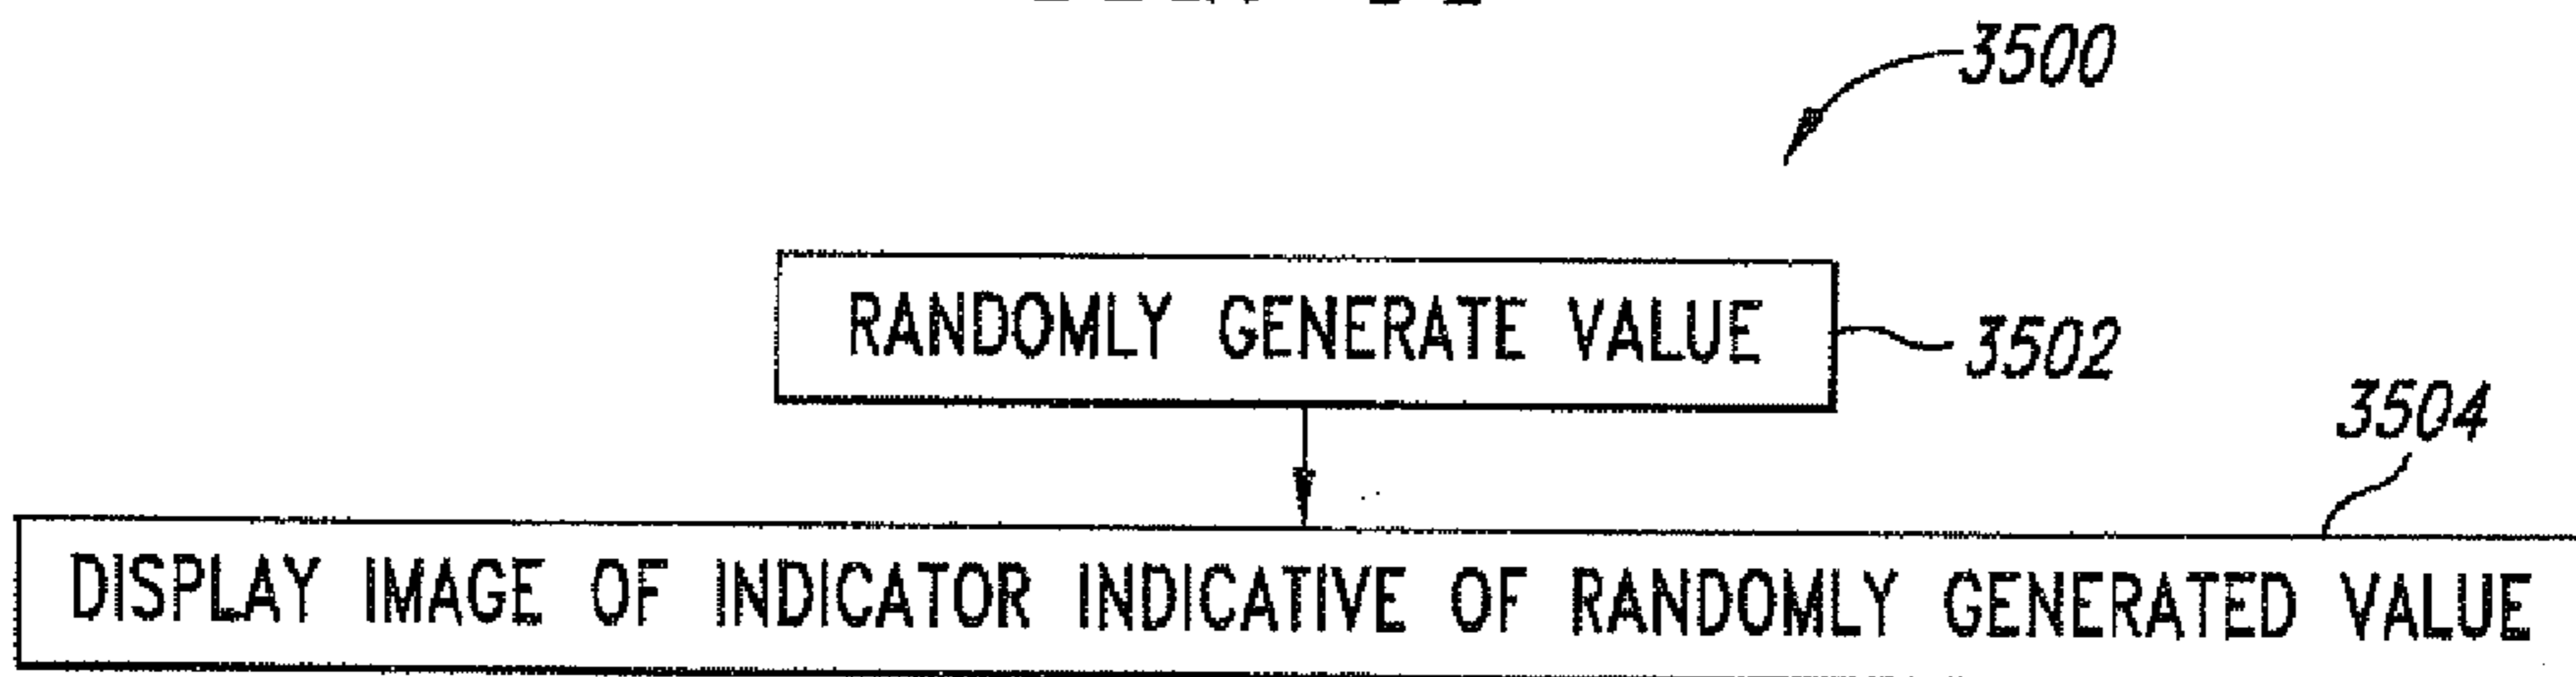 3500
RANDOMLY GENERATE VALUE
3502
3504
DISPLAY IMAGE OF INDICATOR INDICATIVE OF RANDOMLY GENERATED VALUE